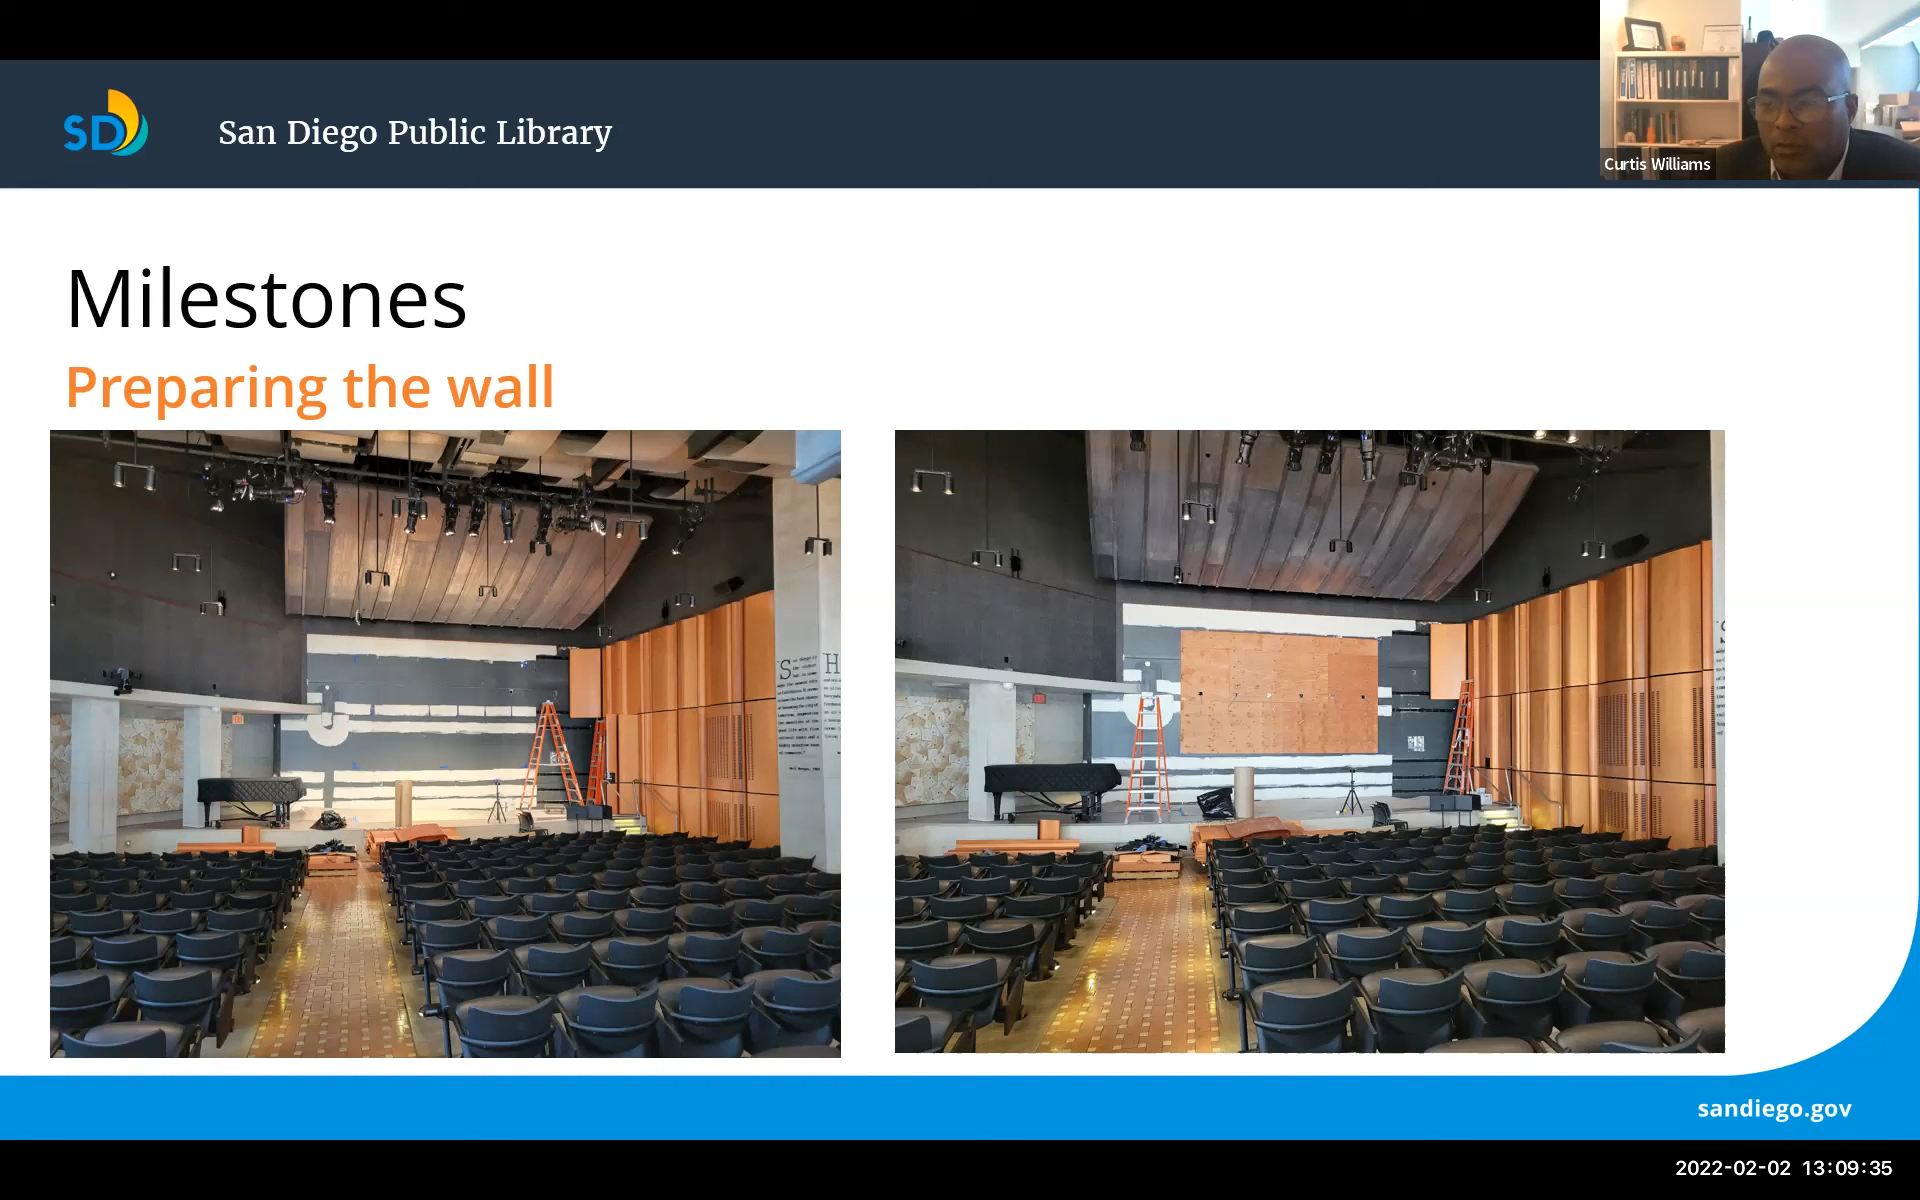 SD
San Diego Public Library
Curtis Williams
Milestones
Preparing the wall
S
H
sandiego.gov
2022-02-02 13:09:35